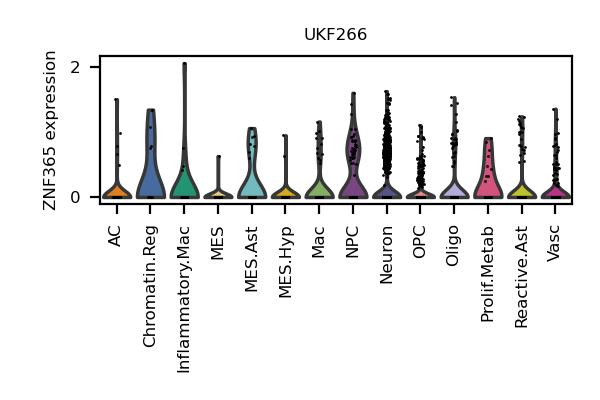 UKF266
ZNF365 expression
2
0
AC
Chromatin.Reg
Inflammatory.Mac
MES
MES.Ast
MES.Hyp
Mac
NPC
Neuron
OPC
Oligo
Prolif.Metab
Reactive.Ast
Vasc